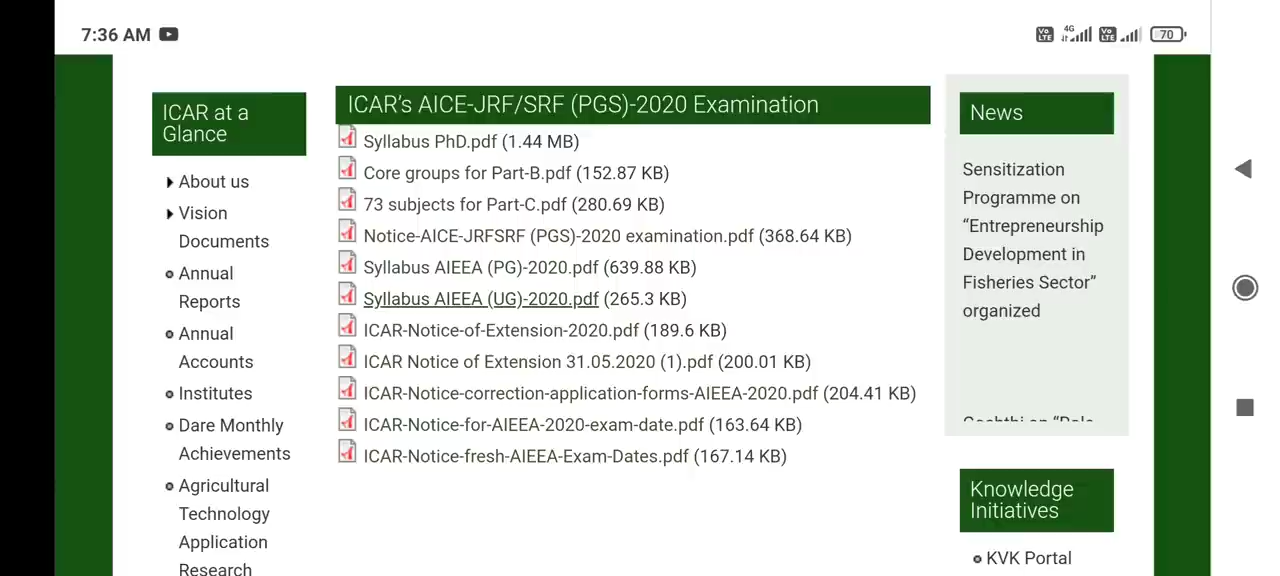 7:36 AM
Vo LTE 4G Vo LTE 70
ICAR at a
Glance
About us
Vision
Documents
Annual
Reports
Annual
Accounts
Institutes
Dare Monthly
Achievements
Agricultural
Technology
Application
Research
ICAR's AICE-JRF/SRF (PGS)-2020 Examination
Syllabus PhD.pdf (1.44 MB)
Core groups for Part-B.pdf (152.87 KB)
73 subjects for Part-C.pdf (280.69 KB)
Notice-AICE-JRFSRF (PGS)-2020 examination.pdf (368.64 KB)
Syllabus AIEEA (PG)-2020.pdf (639.88 KB)
Syllabus AIEEA (UG)-2020.pdf (265.3 KB)
ICAR-Notice-of-Extension-2020.pdf (189.6 KB)
ICAR Notice of Extension 31.05.2020 (1).pdf (200.01 KB)
ICAR-Notice-correction-application-forms-AIEEA-2020.pdf (204.41 KB)
ICAR-Notice-for-AIEEA-2020-exam-date.pdf (163.64 KB)
ICAR-Notice-fresh-AIEEA-Exam-Dates.pdf (167.14 KB)
News
Sensitization
Programme on
“Entrepreneurship
Development in
Fisheries Sector”
organized
Knowledge
Initiatives
KVK Portal